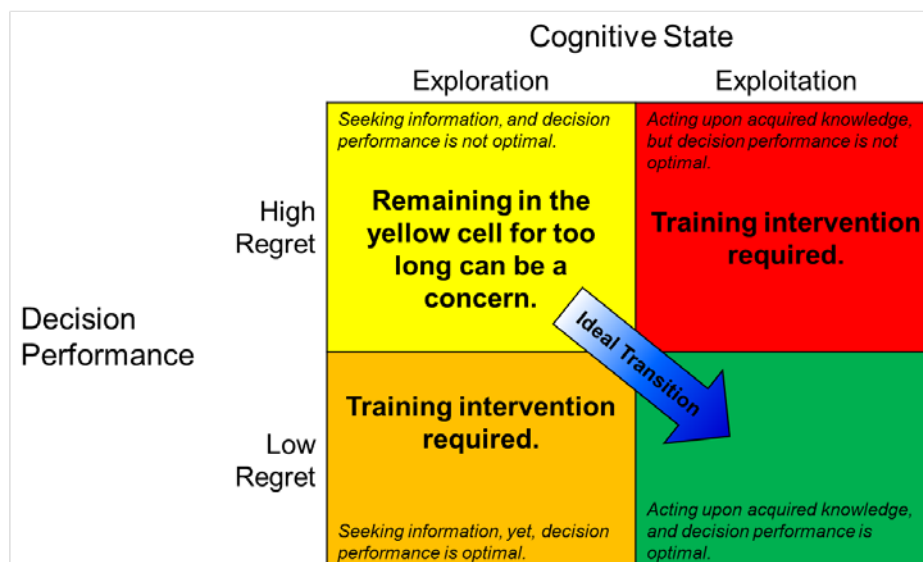 Cognitive State
Exploration
Exploitation
Seeking information, and decision
performance is not optimal.
Acting upon acquired knowledge,
but decision performance is not
optimal.
High
Regret
Remaining in the
yellow cell for too
long can be a
concern.
Training intervention
required.
Decision
Performance
Ideal Transition
Low
Regret
Training intervention
required.
Seeking information, yet, decision
performance is optimal.
Acting upon acquired knowledge,
and decision performance is
optimal.